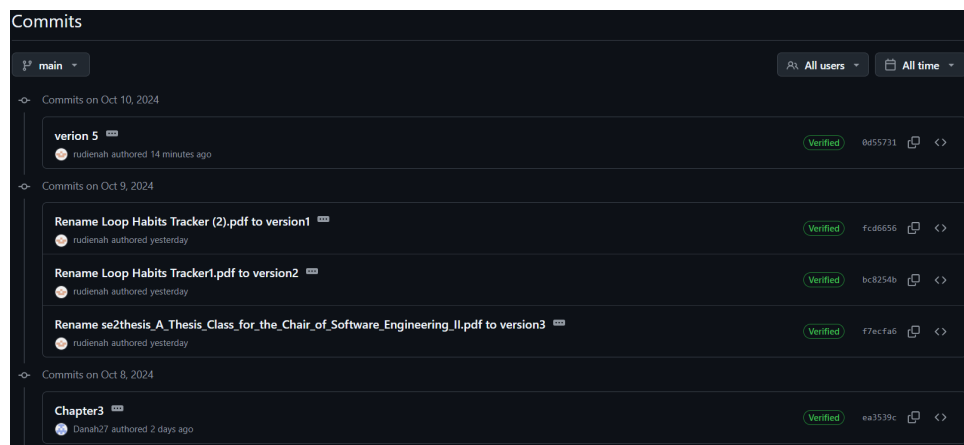 Commits
main
All users
All time
Commits on Oct 10, 2024
verion 5
Verified
0d55731
rudienah authored 14 minutes ago
Commits on Oct 9, 2024
Rename Loop Habits Tracker (2).pdf to version1
Verified
fcd6656
rudienah authored yesterday
Rename Loop Habits Tracker1.pdf to version2
Verified
bc8254b
rudienah authored yesterday
Rename se2thesis_A_Thesis_Class_for_the_Chair_of_Software_Engineering_II.pdf to version3
Verified
f7ecfa6
rudienah authored yesterday
Commits on Oct 8, 2024
Chapter3
Verified
ea3539c
Danah27 authored 2 days ago